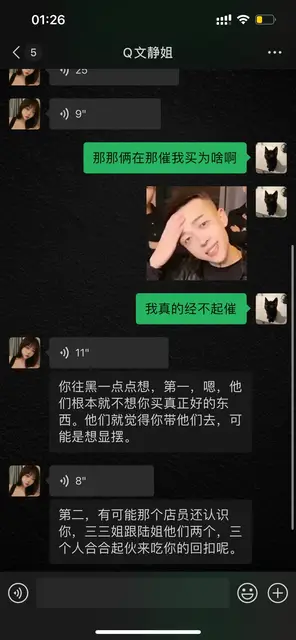 01:26
5
Q文静姐
25"
9"
那那俩在那催我买为啥啊
我真的经不起催
11"
你往黑一点点想，第一，嗯，他
们根本就不想你买真正好的东
西。他们就觉得你带他们去，可
能是想显摆。
8"
第二，有可能那个店员还认识
你，三三姐跟陆姐他们两个，三
个人合合起伙来吃你的回扣呢。